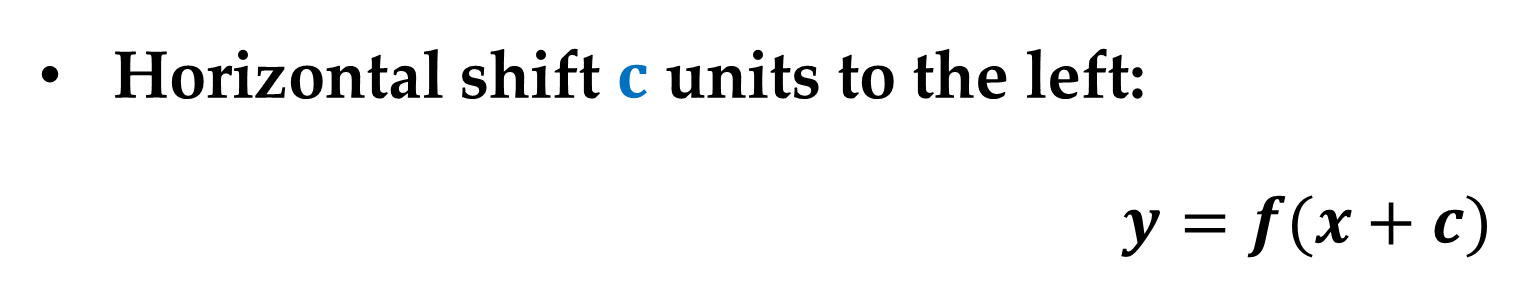 • Horizontal shift c units to the left:
y = f(x + c)